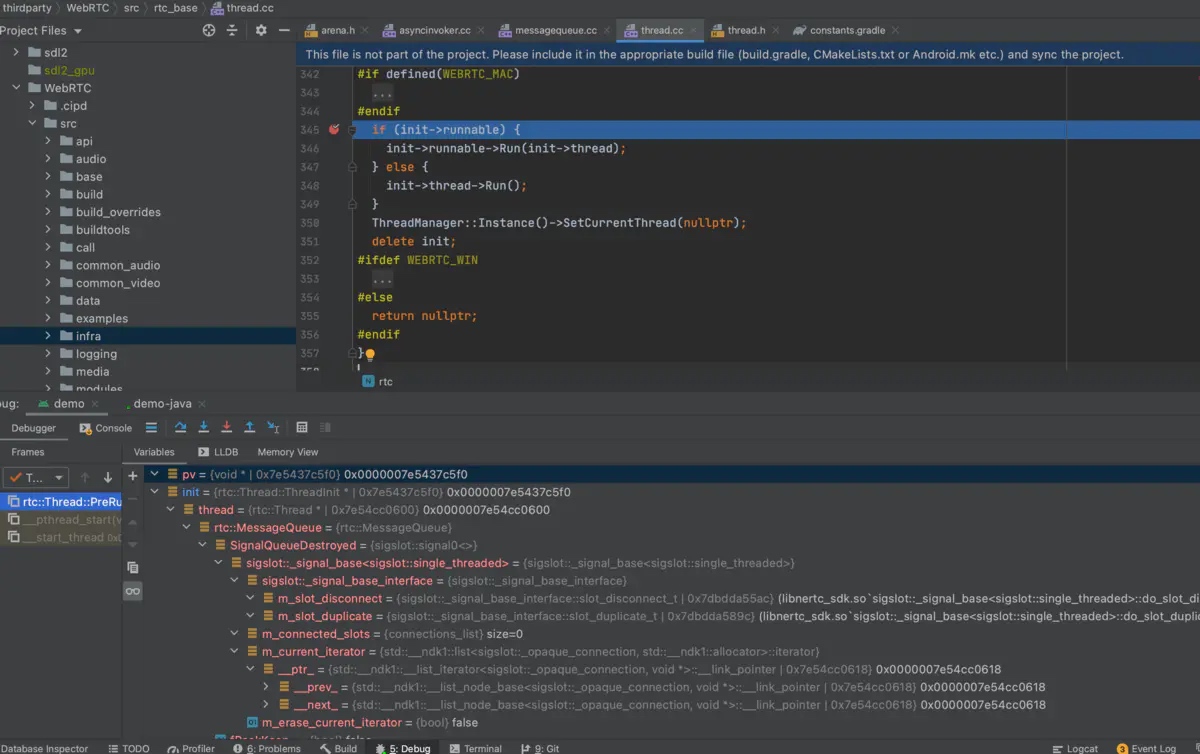 thirdparty WebRTC src rtc_base thread.cc
Project Files
arena.h asyncinvoker.cc messagequeue.cc thread.cc thread.h constants.gradle
This file is not part of the project. Please include it in the appropriate build file (build.gradle, CMakeLists.txt or Android.mk etc.) and sync the project.
sdl2
sdl2_gpu
WebRTC
.cipd
src
api
audio
base
build
build_overrides
buildtools
call
common_audio
common_video
data
examples
infra
logging
media
modules
342 #if defined(WEBRTC_MAC)
343 ...
344 #endif
345 if (init->runnable) {
346 init->runnable->Run(init->thread);
347 } else {
348 init->thread->Run();
349 }
350 ThreadManager::Instance()->SetCurrentThread(nullptr);
351 delete init;
352 #ifdef WEBRTC_WIN
353 ...
354 #else
355 return nullptr;
356 #endif
357 }
358
N rtc
ug: demo demo-java
Debugger Console
Frames Variables LLDB Memory View
T...
rtc::Thread::PreRu
__pthread_start(v
__start_thread 0x0
pv = {void * | 0x7e5437c5f0} 0x0000007e5437c5f0
init = {rtc::Thread::ThreadInit * | 0x7e5437c5f0} 0x0000007e5437c5f0
thread = {rtc::Thread * | 0x7e54cc0600} 0x0000007e54cc0600
rtc::MessageQueue = {rtc::MessageQueue}
SignalQueueDestroyed = {sigslot::signal0<>}
sigslot::_signal_base<sigslot::single_threaded> = {sigslot::_signal_base<sigslot::single_threaded>}
sigslot::_signal_base_interface = {sigslot::_signal_base_interface}
m_slot_disconnect = {sigslot::_signal_base_interface::slot_disconnect_t | 0x7dbdda55ac} (libnertc_sdk.so`sigslot::_signal_base<sigslot::single_threaded>::do_slot_di
m_slot_duplicate = {sigslot::_signal_base_interface::slot_duplicate_t | 0x7dbdda589c} (libnertc_sdk.so`sigslot::_signal_base<sigslot::single_threaded>::do_slot_duplic
m_connected_slots = {connections_list} size=0
m_current_iterator = {std::__ndk1::list<sigslot::_opaque_connection, std::__ndk1::allocator>::iterator}
__ptr_ = {std::__ndk1::__list_iterator<sigslot::_opaque_connection, void *>::__link_pointer | 0x7e54cc0618} 0x0000007e54cc0618
__prev_ = {std::__ndk1::__list_node_base<sigslot::_opaque_connection, void *>::__link_pointer | 0x7e54cc0618} 0x0000007e54cc0618
__next_ = {std::__ndk1::__list_node_base<sigslot::_opaque_connection, void *>::__link_pointer | 0x7e54cc0618} 0x0000007e54cc0618
m_erase_current_iterator = {bool} false
fPeekKeep = {bool} false
Database Inspector TODO Profiler 6: Problems Build 5: Debug Terminal 9: Git Logcat 3 Event Log